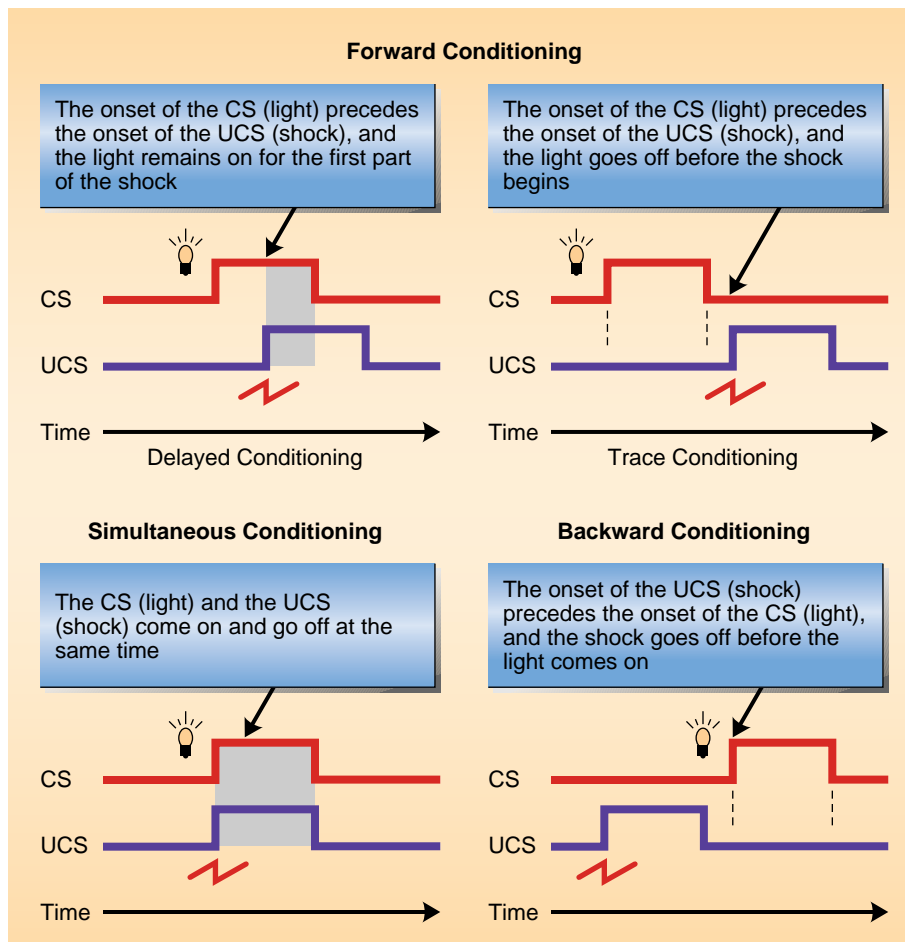 Forward Conditioning
The onset of the CS (light) precedes
the onset of the UCS (shock), and
the light remains on for the first part
of the shock
CS
UCS
Time
Delayed Conditioning
The onset of the CS (light) precedes
the onset of the UCS (shock), and
the light goes off before the shock
begins
CS
UCS
Time
Trace Conditioning
Simultaneous Conditioning
The CS (light) and the UCS
(shock) come on and go off at the
same time
CS
UCS
Time
Backward Conditioning
The onset of the UCS (shock)
precedes the onset of the CS (light),
and the shock goes off before the
light comes on
CS
UCS
Time